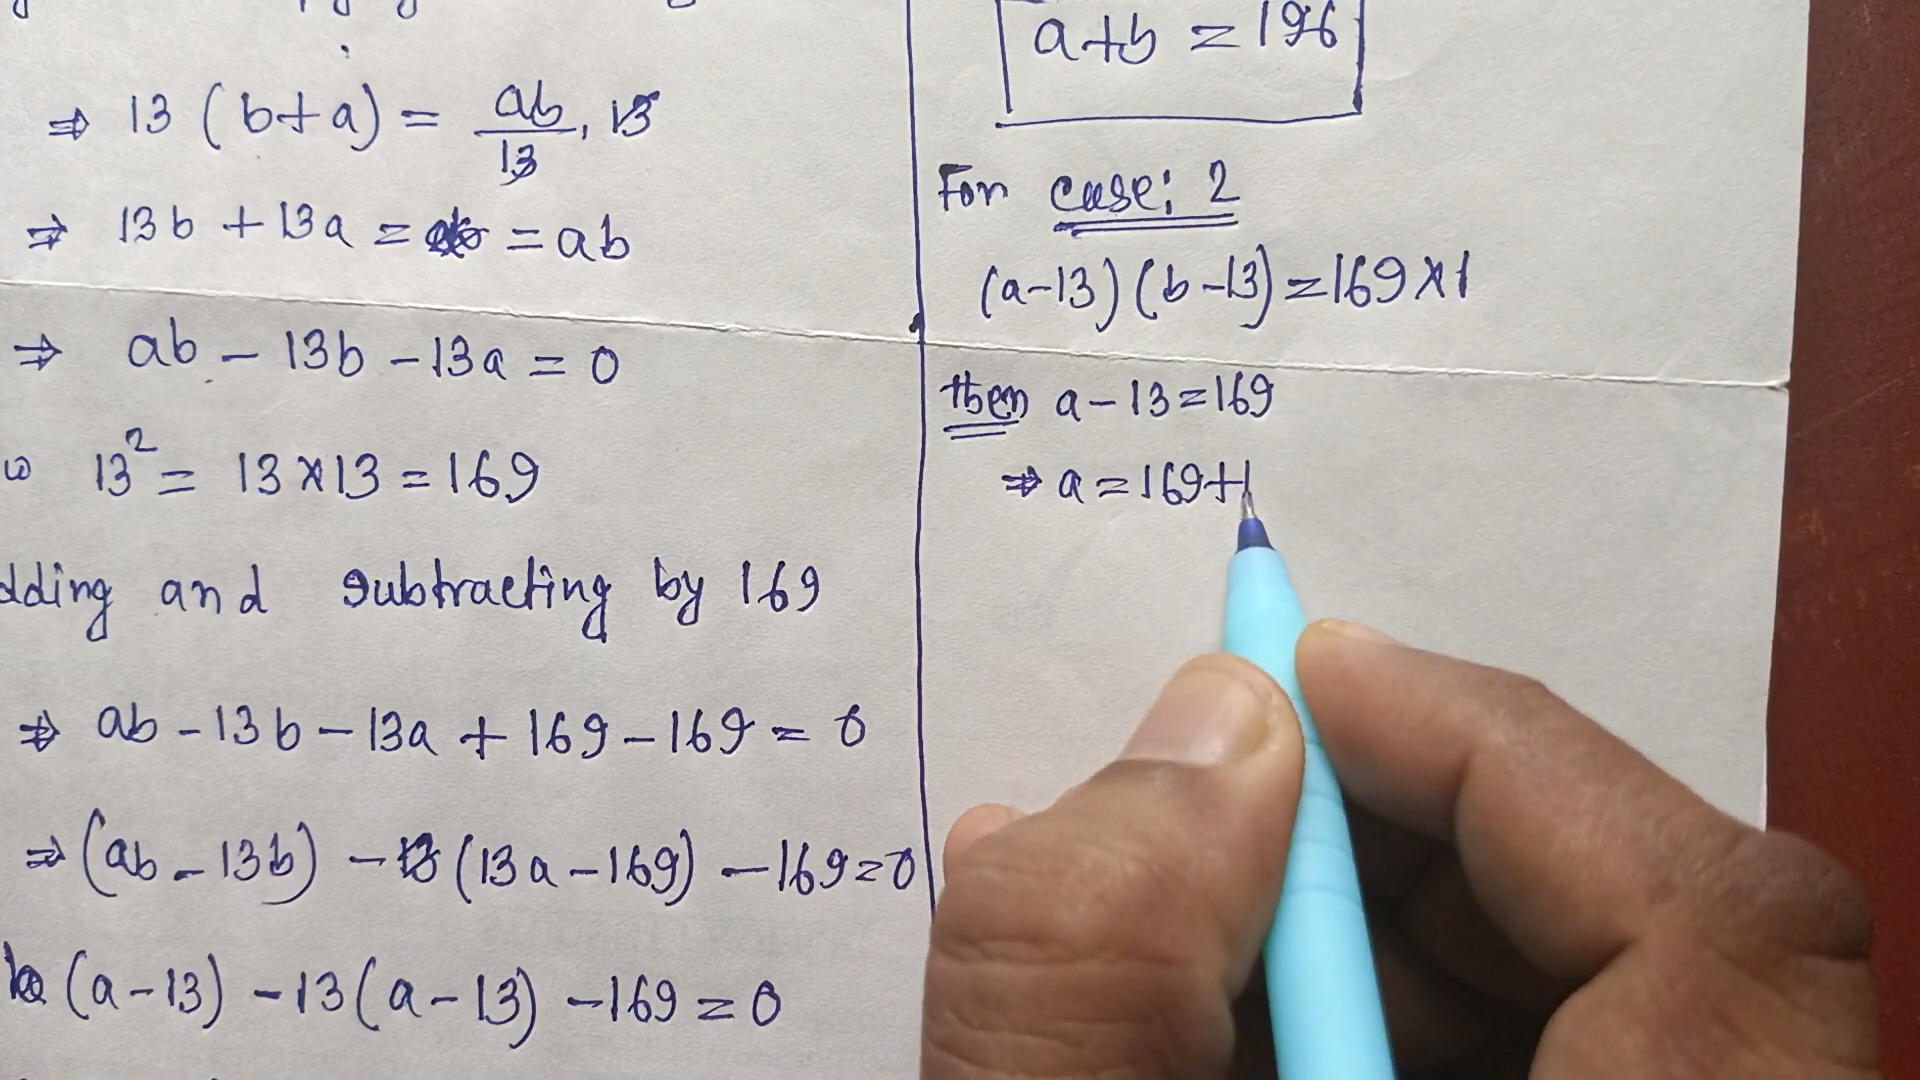 ⇒ 13 (b+a) = ab/13 . 13
⇒ 13b + 13a = = ab
⇒ ab - 13b - 13a = 0
13² = 13 × 13 = 169
dding and subtracting by 169
⇒ ab - 13b - 13a + 169 - 169 = 0
⇒ (ab - 13b) - (13a - 169) - 169 = 0
(a - 13) - 13 (a - 13) - 169 = 0
a+b = 196
For case: 2
(a-13) (b-13) = 169 × 1
then a - 13 = 169
⇒ a = 169+1